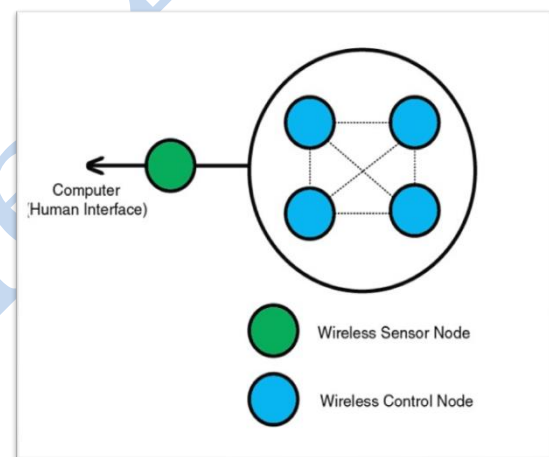 Computer
(Human Interface)
Wireless Sensor Node
Wireless Control Node